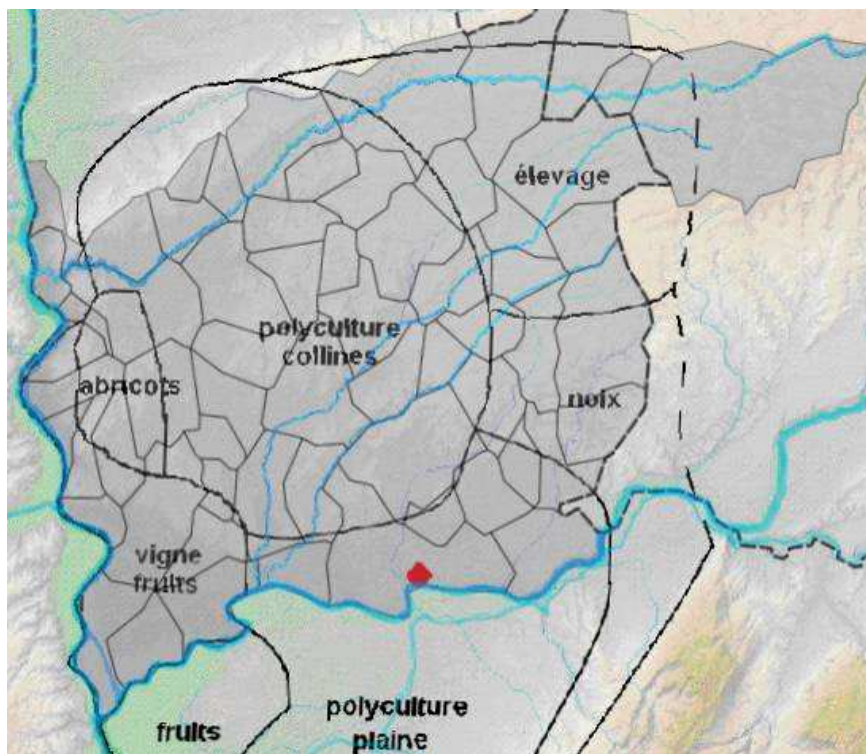 élevage
polyculture
collines
abricots
noix
vigne
fruits
polyculture
plaine
fruits